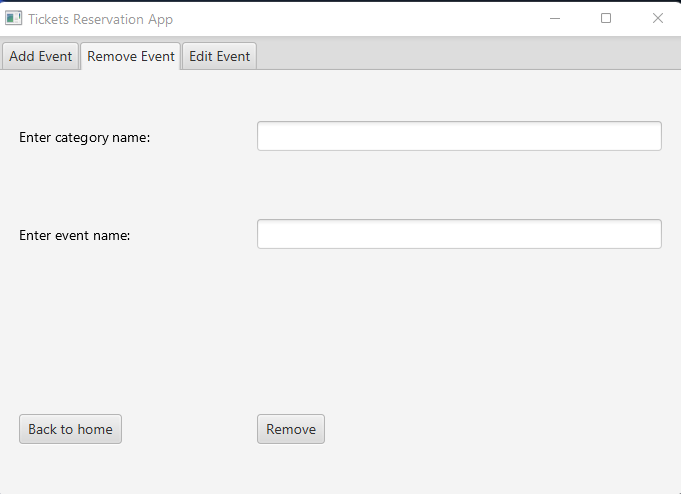 Tickets Reservation App
Add Event Remove Event Edit Event
Enter category name:
Enter event name:
Back to home Remove